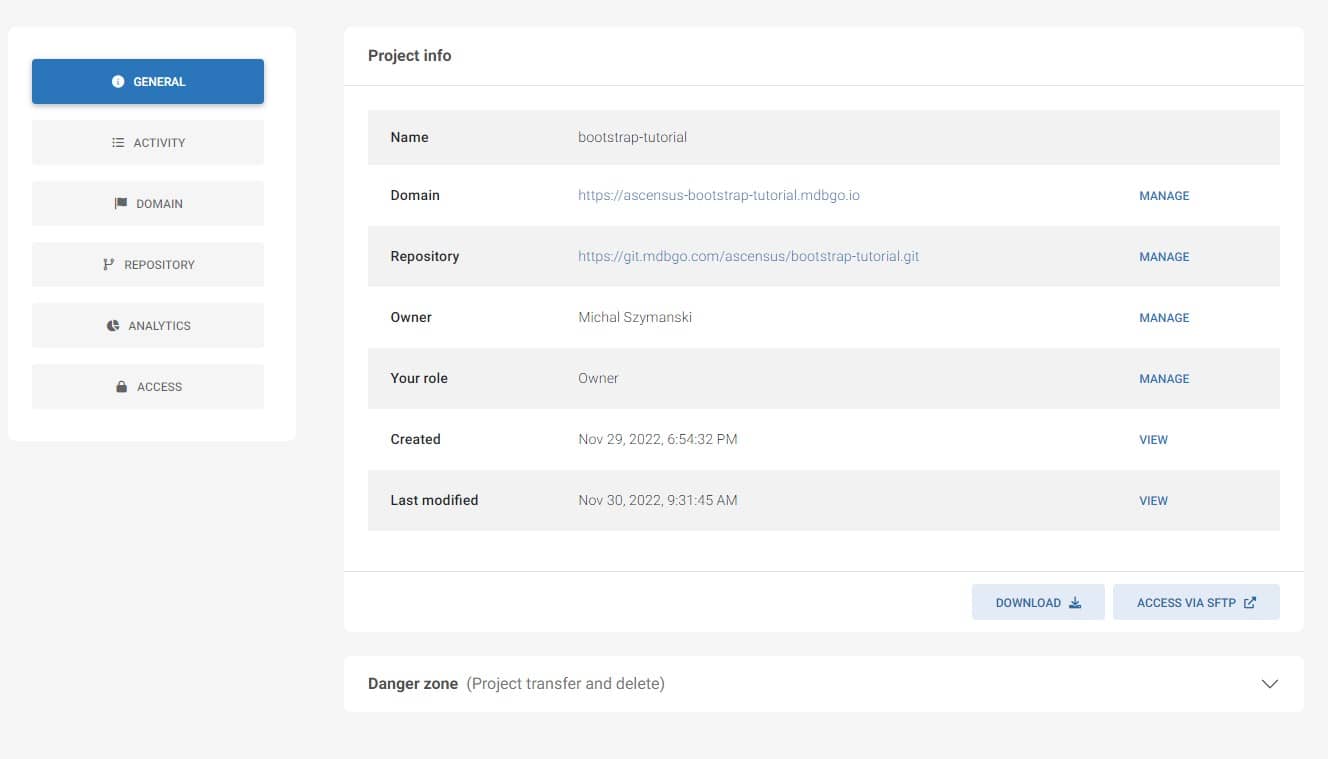 GENERAL
ACTIVITY
DOMAIN
REPOSITORY
ANALYTICS
ACCESS
Project info
Name bootstrap-tutorial
Domain https://ascensus-bootstrap-tutorial.mdbgo.io MANAGE
Repository https://git.mdbgo.com/ascensus/bootstrap-tutorial.git MANAGE
Owner Michal Szymanski MANAGE
Your role Owner MANAGE
Created Nov 29, 2022, 6:54:32 PM VIEW
Last modified Nov 30, 2022, 9:31:45 AM VIEW
DOWNLOAD ACCESS VIA SFTP
Danger zone (Project transfer and delete)